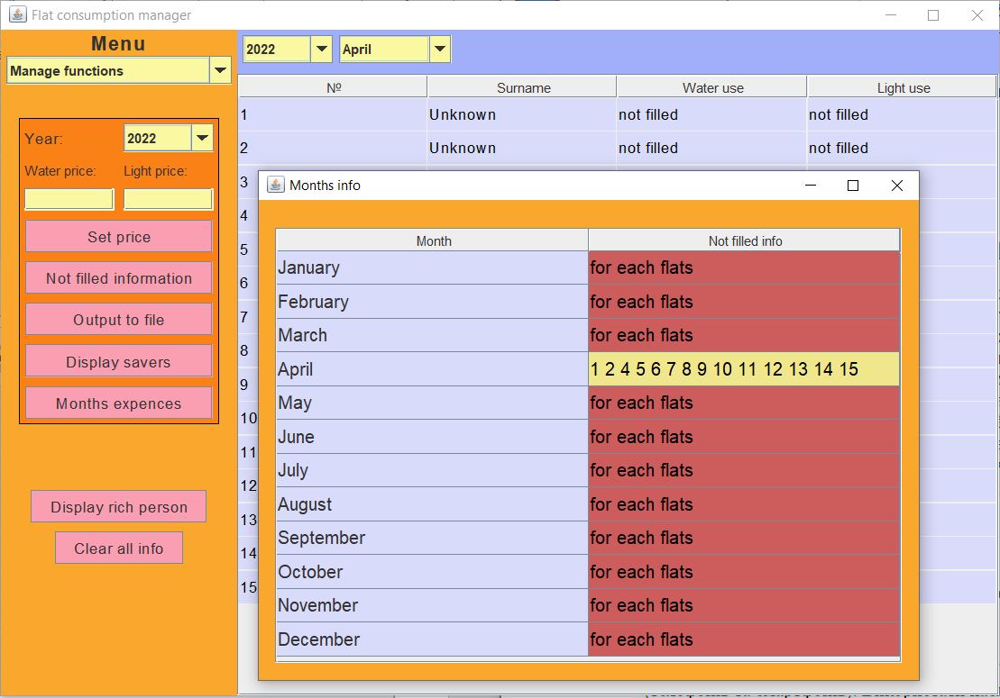 Flat consumption manager
Menu
Manage functions
Year: 2022
Water price: Light price:
Set price
Not filled information
Output to file
Display savers
Months expences
Display rich person
Clear all info
2022 April
Nº Surname Water use Light use
1 Unknown not filled not filled
2 Unknown not filled not filled
3
4
5
6
7
8
9
10
11
12
13
14
15
Months info
Month Not filled info
January for each flats
February for each flats
March for each flats
April 1 2 4 5 6 7 8 9 10 11 12 13 14 15
May for each flats
June for each flats
July for each flats
August for each flats
September for each flats
October for each flats
November for each flats
December for each flats